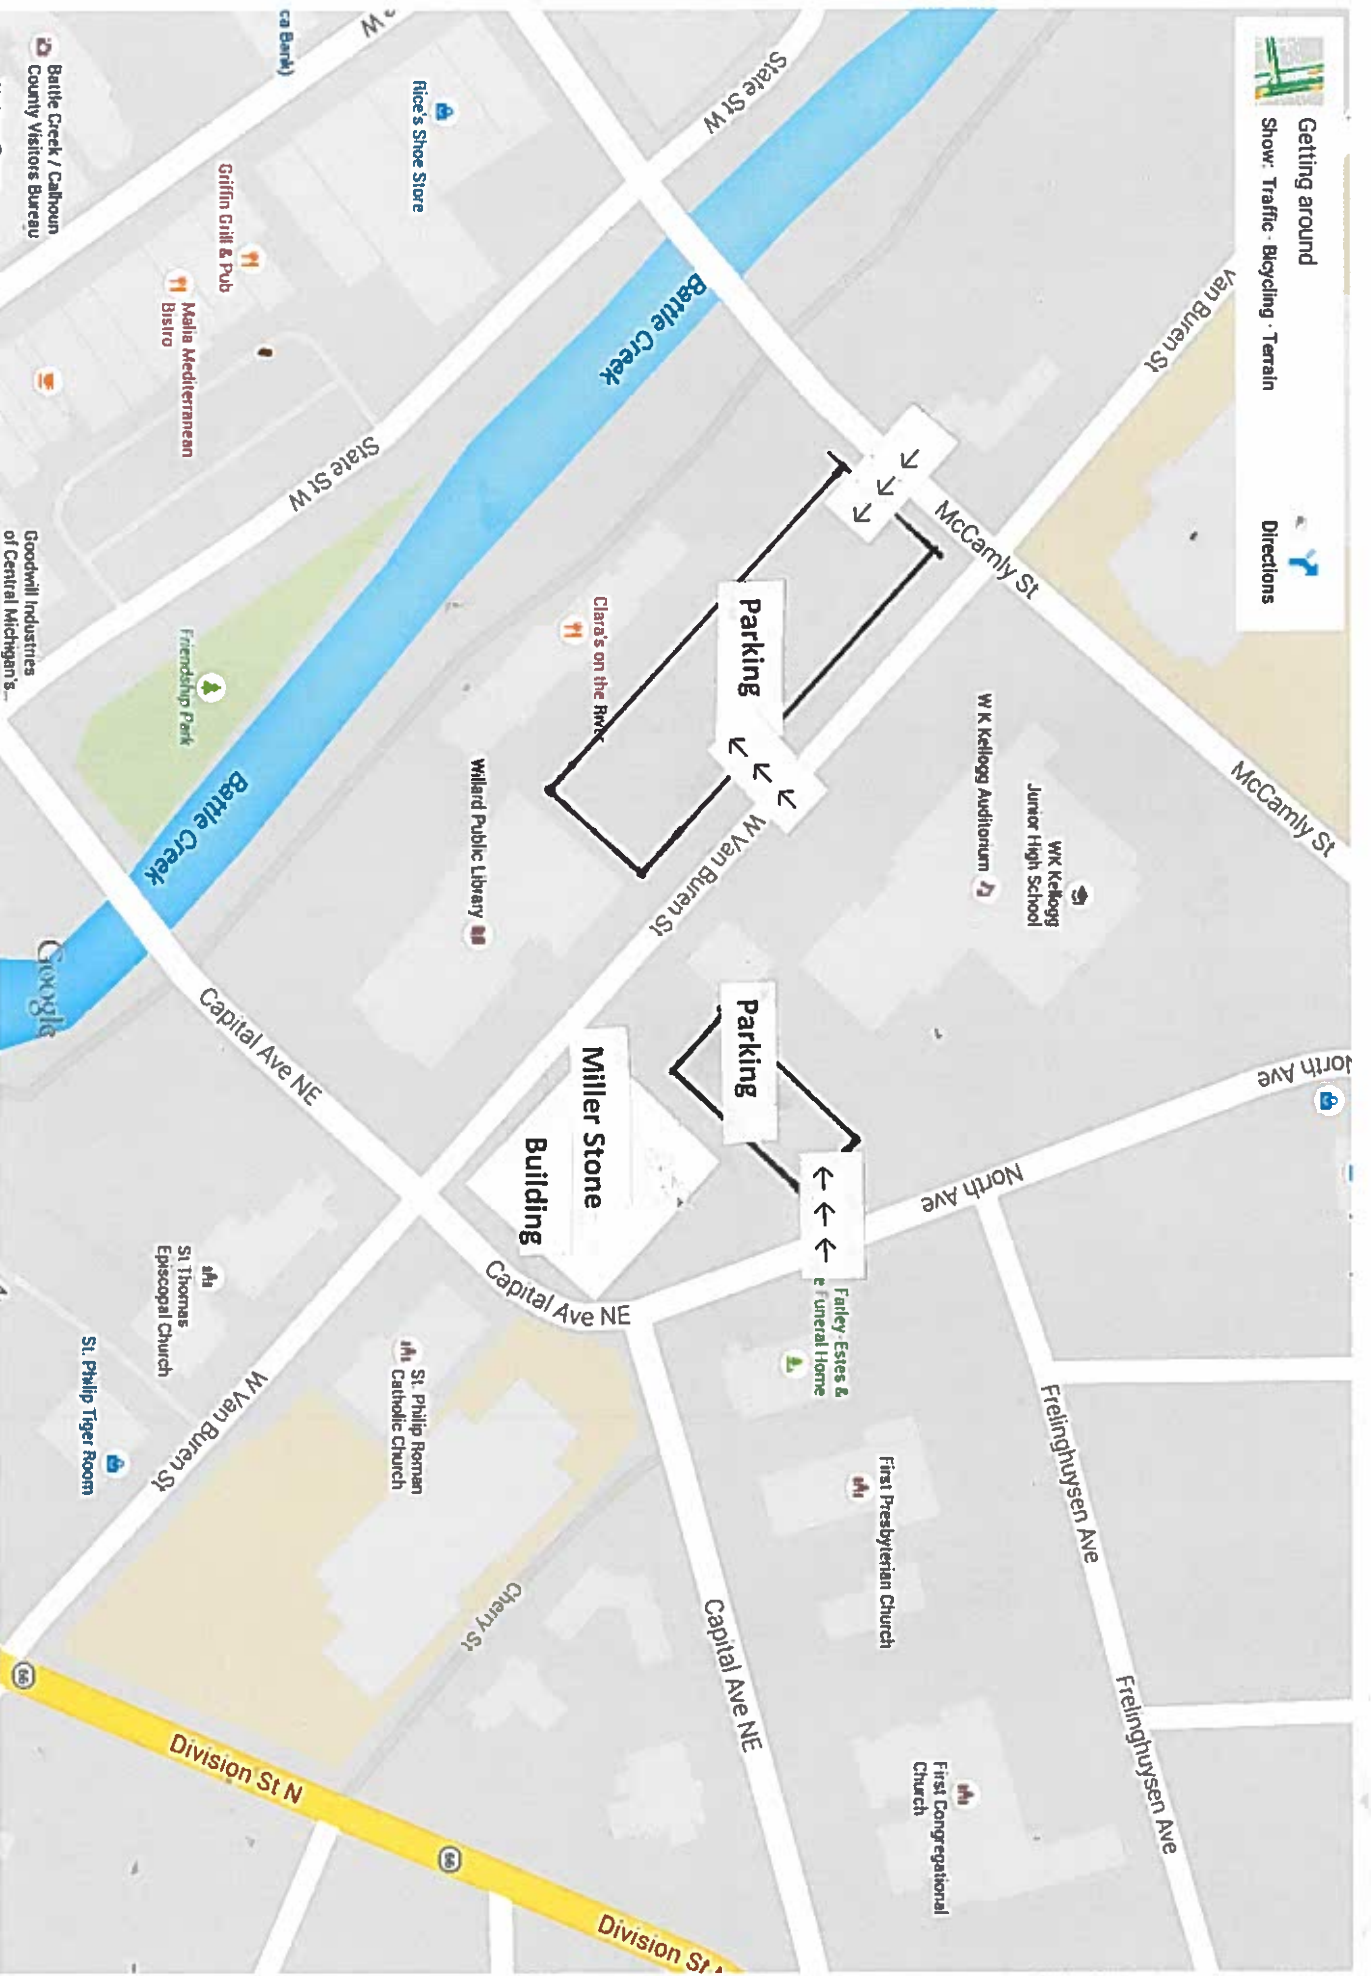 Getting around
Show: Traffic · Bicycling · Terrain
Directions
Van Buren St
McCamly St
McCamly St
WK Kellogg
Junior High School
W K Kellogg Auditorium
North Ave
North Ave
Frelinghuysen Ave
Frelinghuysen Ave
State St W
Rice's Shoe Store
ca Bank)
W
Battle Creek / Calhoun
County Visitors Bureau
Griffin Grill & Pub
Malia Mediterranean
Bistro
Battle Creek
State St W
Parking
← ← ←
← ← ←
Clara's on the River
W Van Buren St
Willard Public Library
Goodwill Industries
of Central Michigan's...
Friendship Park
Battle Creek
Google
Capital Ave NE
Parking
← ← ←
Miller Stone
Building
Farley-Estes &
e Funeral Home
Capital Ave NE
St Thomas
Episcopal Church
St. Philip Tiger Room
W Van Buren St
St. Philip Roman
Catholic Church
First Presbyterian Church
First Congregational
Church
Cherry St
Capital Ave NE
66
Division St N
66
Division St